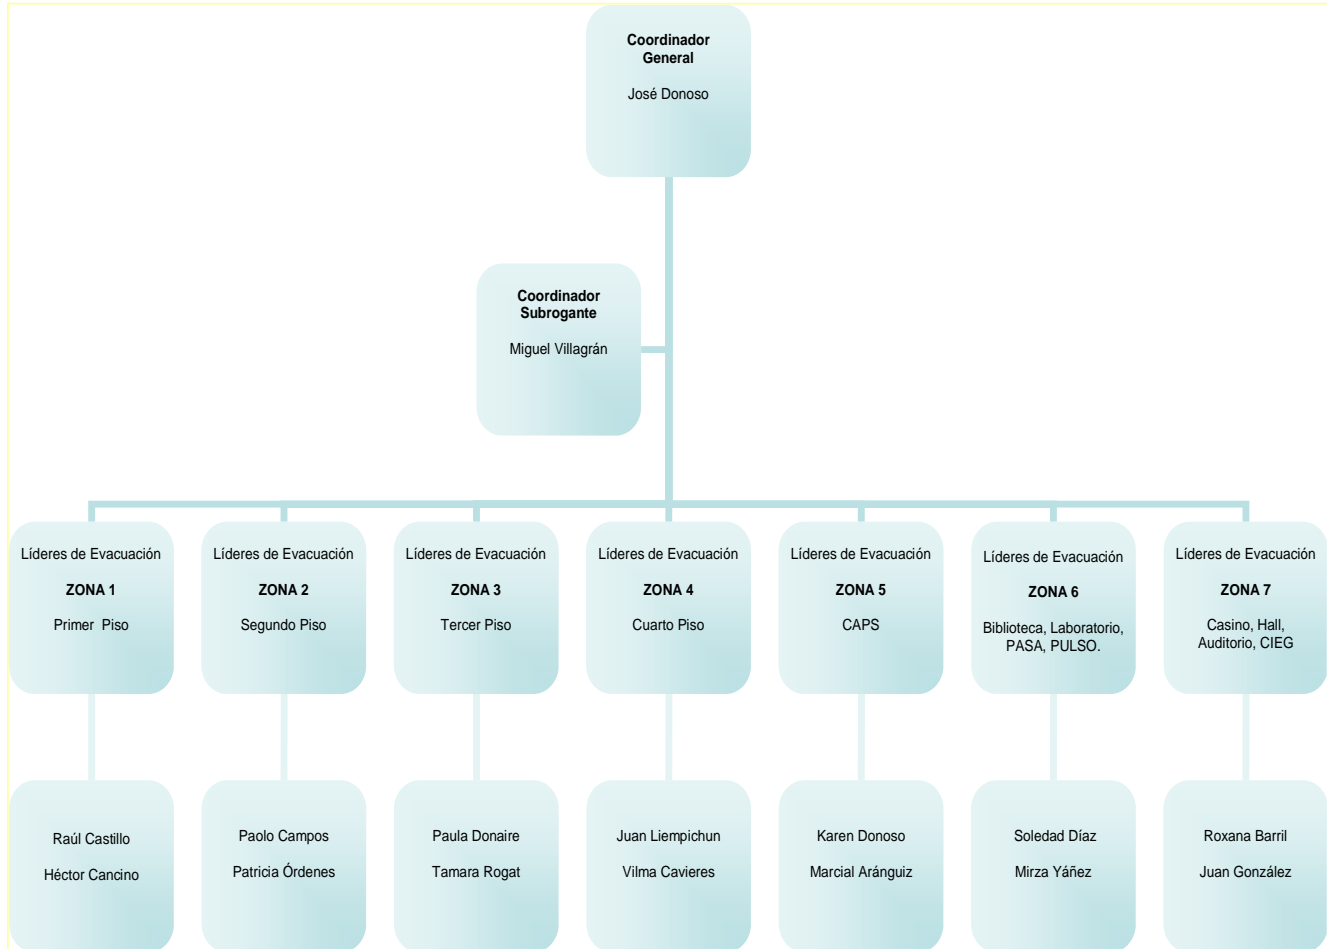 Coordinador
General
José Donoso
Coordinador
Subrogante
Miguel Villagrán
Líderes de Evacuación
ZONA 1
Primer Piso
Líderes de Evacuación
ZONA 2
Segundo Piso
Líderes de Evacuación
ZONA 3
Tercer Piso
Líderes de Evacuación
ZONA 4
Cuarto Piso
Líderes de Evacuación
ZONA 5
CAPS
Líderes de Evacuación
ZONA 6
Biblioteca, Laboratorio,
PASA, PULSO.
Líderes de Evacuación
ZONA 7
Casino, Hall,
Auditorio, CIEG
Raúl Castillo
Héctor Cancino
Paolo Campos
Patricia Órdenes
Paula Donaire
Tamara Rogat
Juan Liempichun
Vilma Cavieres
Karen Donoso
Marcial Aránguiz
Soledad Díaz
Mirza Yáñez
Roxana Barril
Juan González